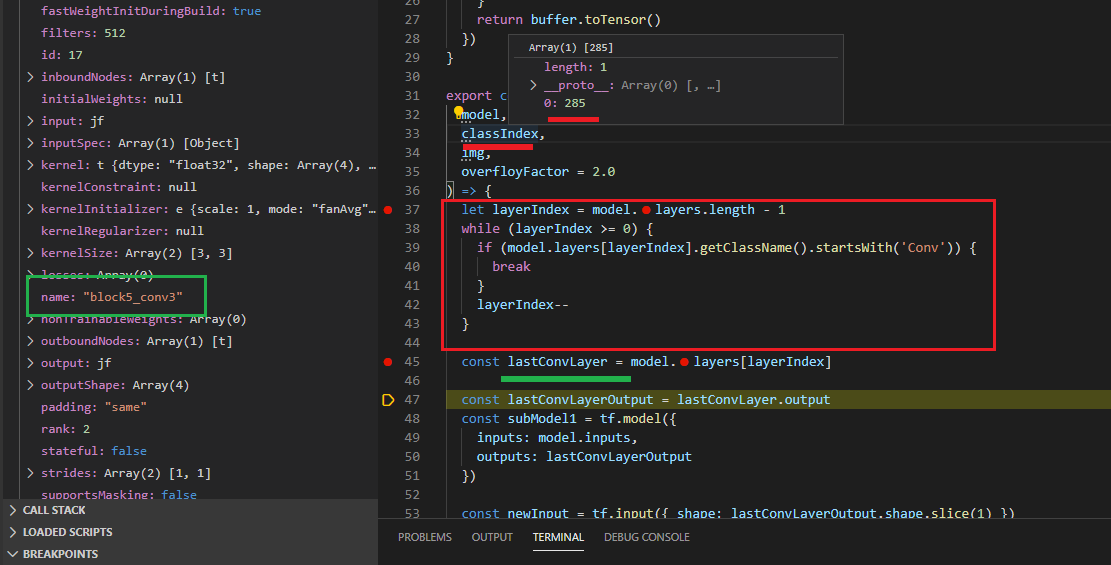 fastWeightInitDuringBuild: true
filters: 512
id: 17
inboundNodes: Array(1) [t]
initialWeights: null
input: jf
inputSpec: Array(1) [Object]
kernel: t {dtype: "float32", shape: Array(4), …
kernelConstraint: null
kernelInitializer: e {scale: 1, mode: "fanAvg"…
kernelRegularizer: null
kernelSize: Array(2) [3, 3]
losses: Array(0)
name: "block5_conv3"
nonTrainableWeights: Array(0)
outboundNodes: Array(1) [t]
output: jf
outputShape: Array(4)
padding: "same"
rank: 2
stateful: false
strides: Array(2) [1, 1]
supportsMasking: false
CALL STACK
LOADED SCRIPTS
BREAKPOINTS
26 }
27 return buffer.toTensor()
28 })
29 }
30
31 export c
32 model,
33 classIndex,
34 img,
35 overfloyFactor = 2.0
36 ) => {
37 let layerIndex = model.layers.length - 1
38 while (layerIndex >= 0) {
39 if (model.layers[layerIndex].getClassName().startsWith('Conv')) {
40 break
41 }
42 layerIndex--
43 }
44
45 const lastConvLayer = model.layers[layerIndex]
46
47 const lastConvLayerOutput = lastConvLayer.output
48 const subModel1 = tf.model({
49 inputs: model.inputs,
50 outputs: lastConvLayerOutput
51 })
52
53 const newInput = tf.input({ shape: lastConvLayerOutput.shape.slice(1) })
Array(1) [285]
length: 1
__proto__: Array(0) [, …]
0: 285
PROBLEMS OUTPUT TERMINAL DEBUG CONSOLE